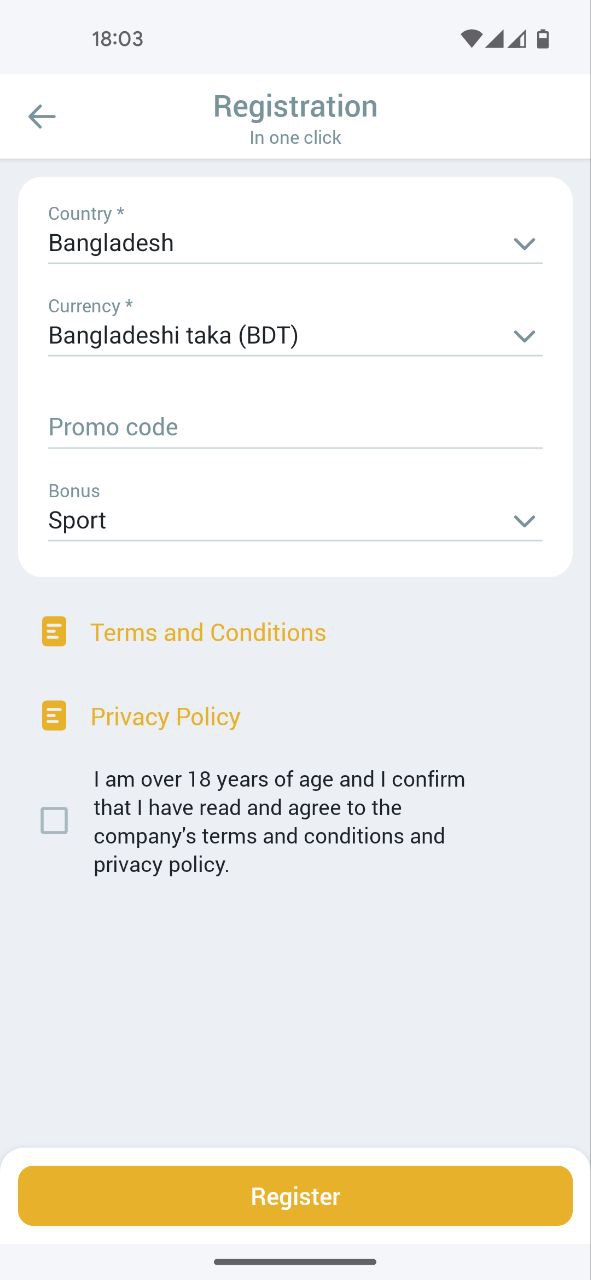 18:03
Registration
In one click
Country *
Bangladesh
Currency *
Bangladeshi taka (BDT)
Promo code
Bonus
Sport
Terms and Conditions
Privacy Policy
I am over 18 years of age and I confirm
that I have read and agree to the
company's terms and conditions and
privacy policy.
Register